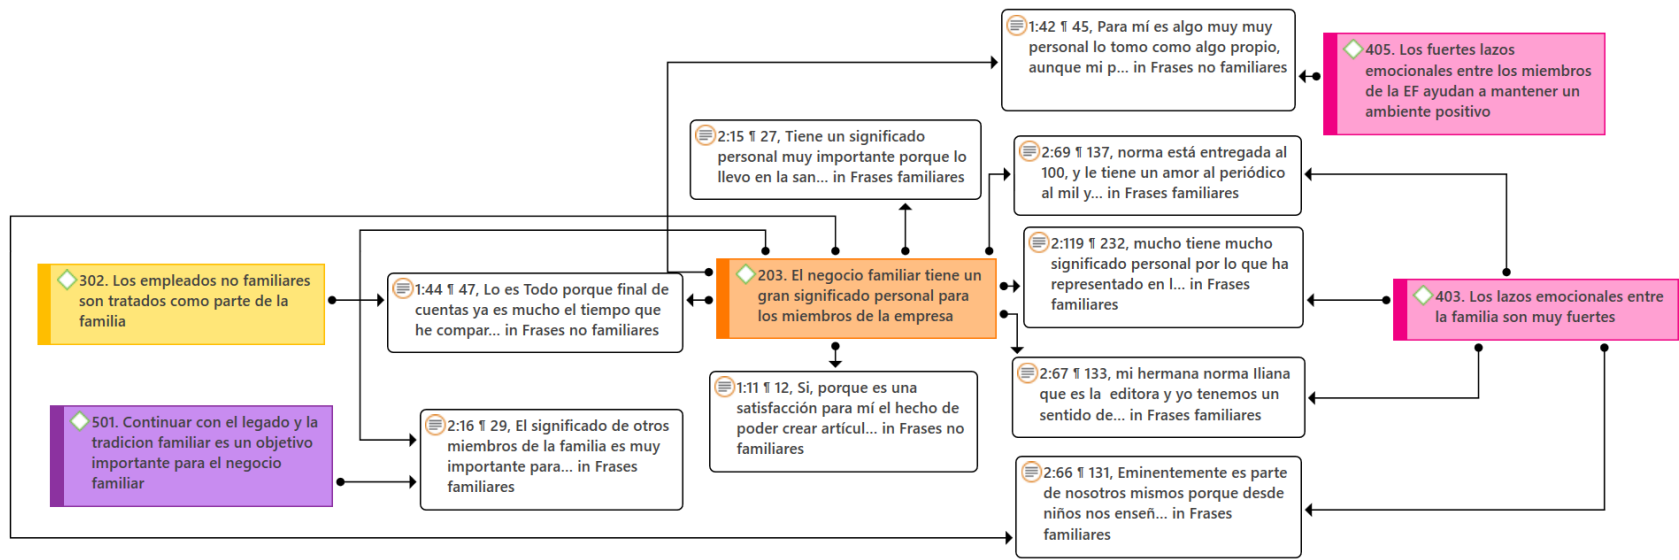 1:42 ¶ 45, Para mí es algo muy muy
personal lo tomo como algo propio,
aunque mi p... in Frases no familiares
405. Los fuertes lazos
emocionales entre los miembros
de la EF ayudan a mantener un
ambiente positivo
2:15 ¶ 27, Tiene un significado
personal muy importante porque lo
llevo en la san... in Frases familiares
2:69 ¶ 137, norma está entregada al
100, y le tiene un amor al periódico
al mil y... in Frases familiares
302. Los empleados no familiares
son tratados como parte de la
familia
1:44 ¶ 47, Lo es Todo porque final de
cuentas ya es mucho el tiempo que
he compar... in Frases no familiares
203. El negocio familiar tiene un
gran significado personal para
los miembros de la empresa
2:119 ¶ 232, mucho tiene mucho
significado personal por lo que ha
representado en l... in Frases
familiares
403. Los lazos emocionales entre
la familia son muy fuertes
501. Continuar con el legado y la
tradicion familiar es un objetivo
importante para el negocio
familiar
2:16 ¶ 29, El significado de otros
miembros de la familia es muy
importante para... in Frases
familiares
1:11 ¶ 12, Si, porque es una
satisfacción para mí el hecho de
poder crear artícul... in Frases no
familiares
2:67 ¶ 133, mi hermana norma Iliana
que es la  editora y yo tenemos un
sentido de... in Frases familiares
2:66 ¶ 131, Eminentemente es parte
de nosotros mismos porque desde
niños nos enseñ... in Frases
familiares